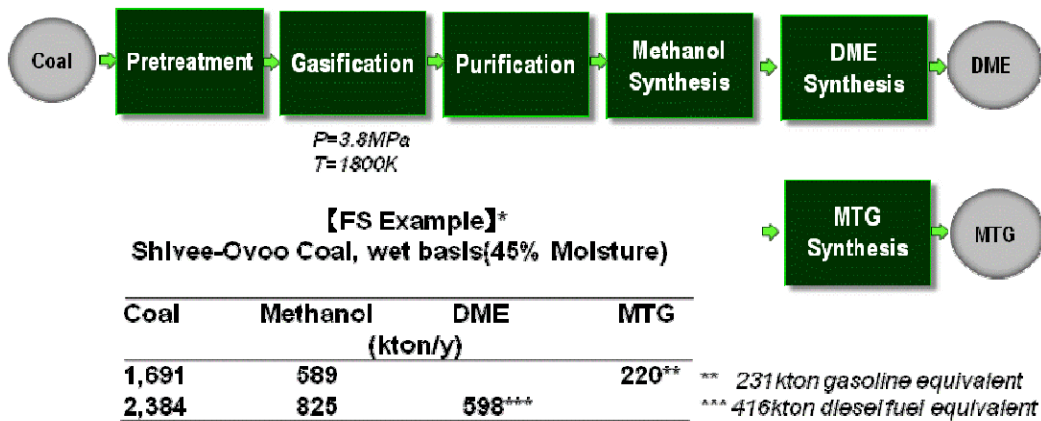 Coal
Pretreatment
Gasification
Purification
Methanol
Synthesis
DME
Synthesis
DME
P=3.8MPa
T=1800K
MTG
Synthesis
MTG
【FS Example】*
Shivee-Ovoo Coal, wet basis(45% Moisture)
Coal Methanol DME MTG
(kton/y)
1,691 589 220**
2,384 825 598***
** 231kton gasoline equivalent
*** 416kton diesel fuel equivalent